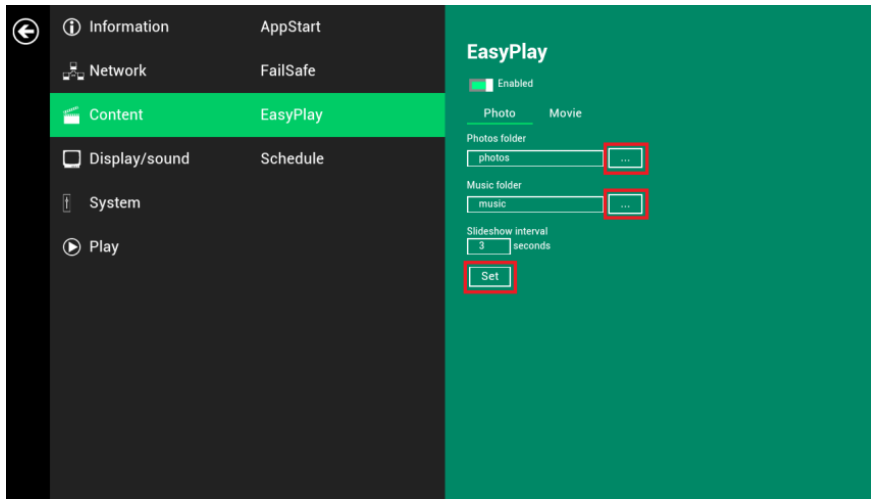 Information
AppStart
Network
FailSafe
Content
EasyPlay
Display/sound
Schedule
System
Play
EasyPlay
Enabled
Photo Movie
Photos folder
photos ...
Music folder
music ...
Slideshow interval
3 seconds
Set